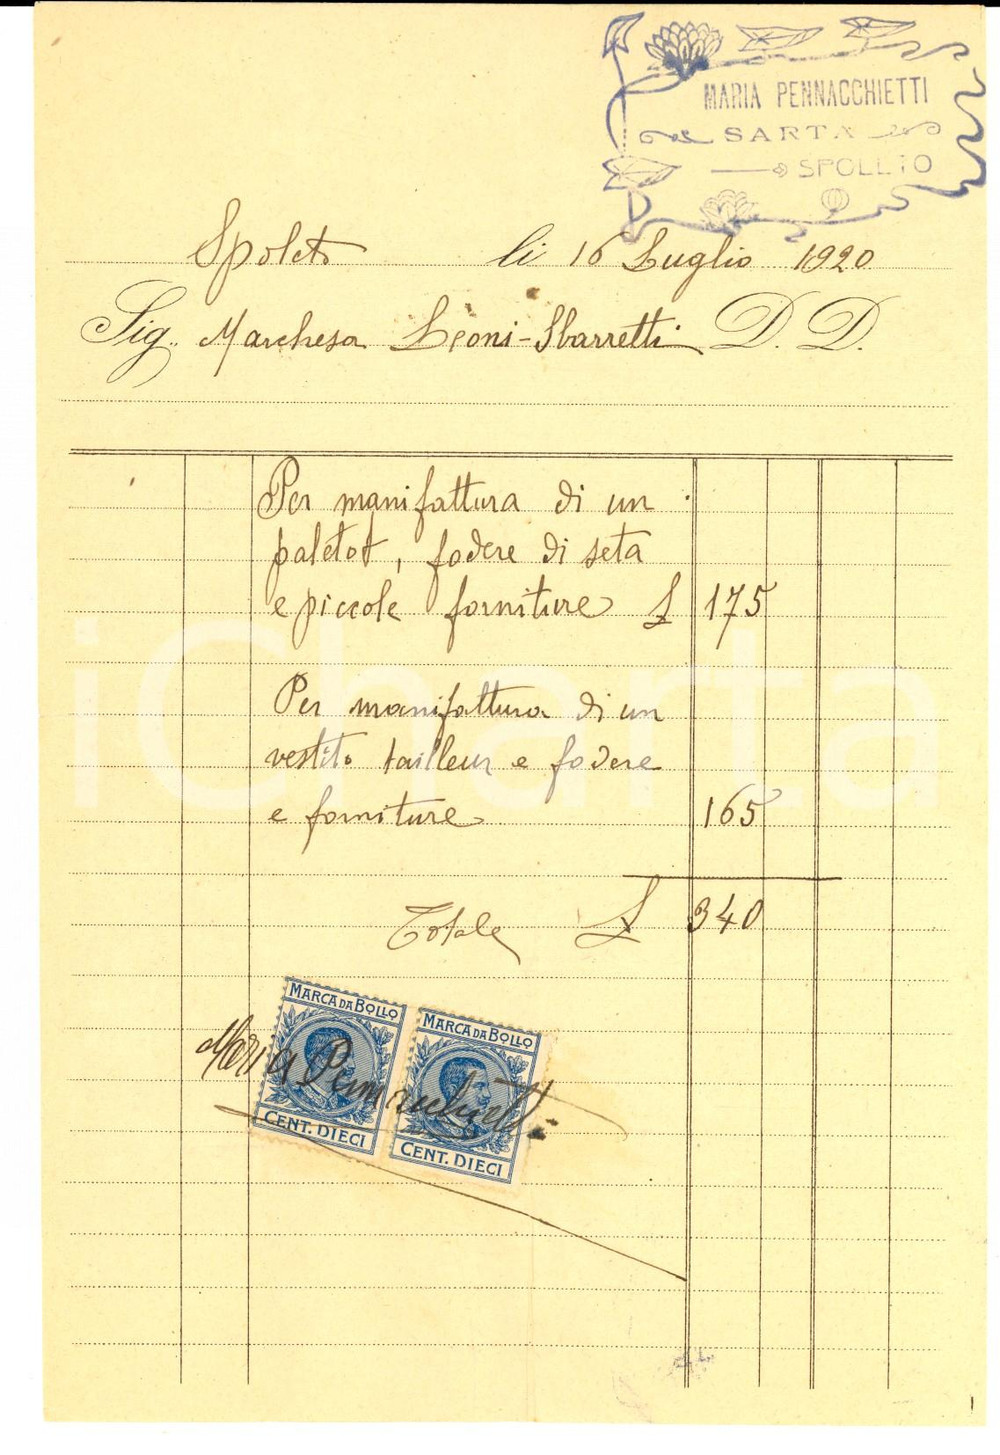 MARIA PENNACCHIETTI
SARTA
SPOLETO
Spoleto li 16 Luglio 1920
Sig. Marchesa Leoni-Sbarretti D. D.
Per manifattura di un
paletot, fodere di seta
e piccole forniture £ 175
Per manifattura di un
vestito tailleur e fodere
e forniture 165
Totale £ 340
MARCA DA BOLLO
MARCA DA BOLLO
Maria Pennacchietti
CENT. DIECI
CENT. DIECI
iCharta